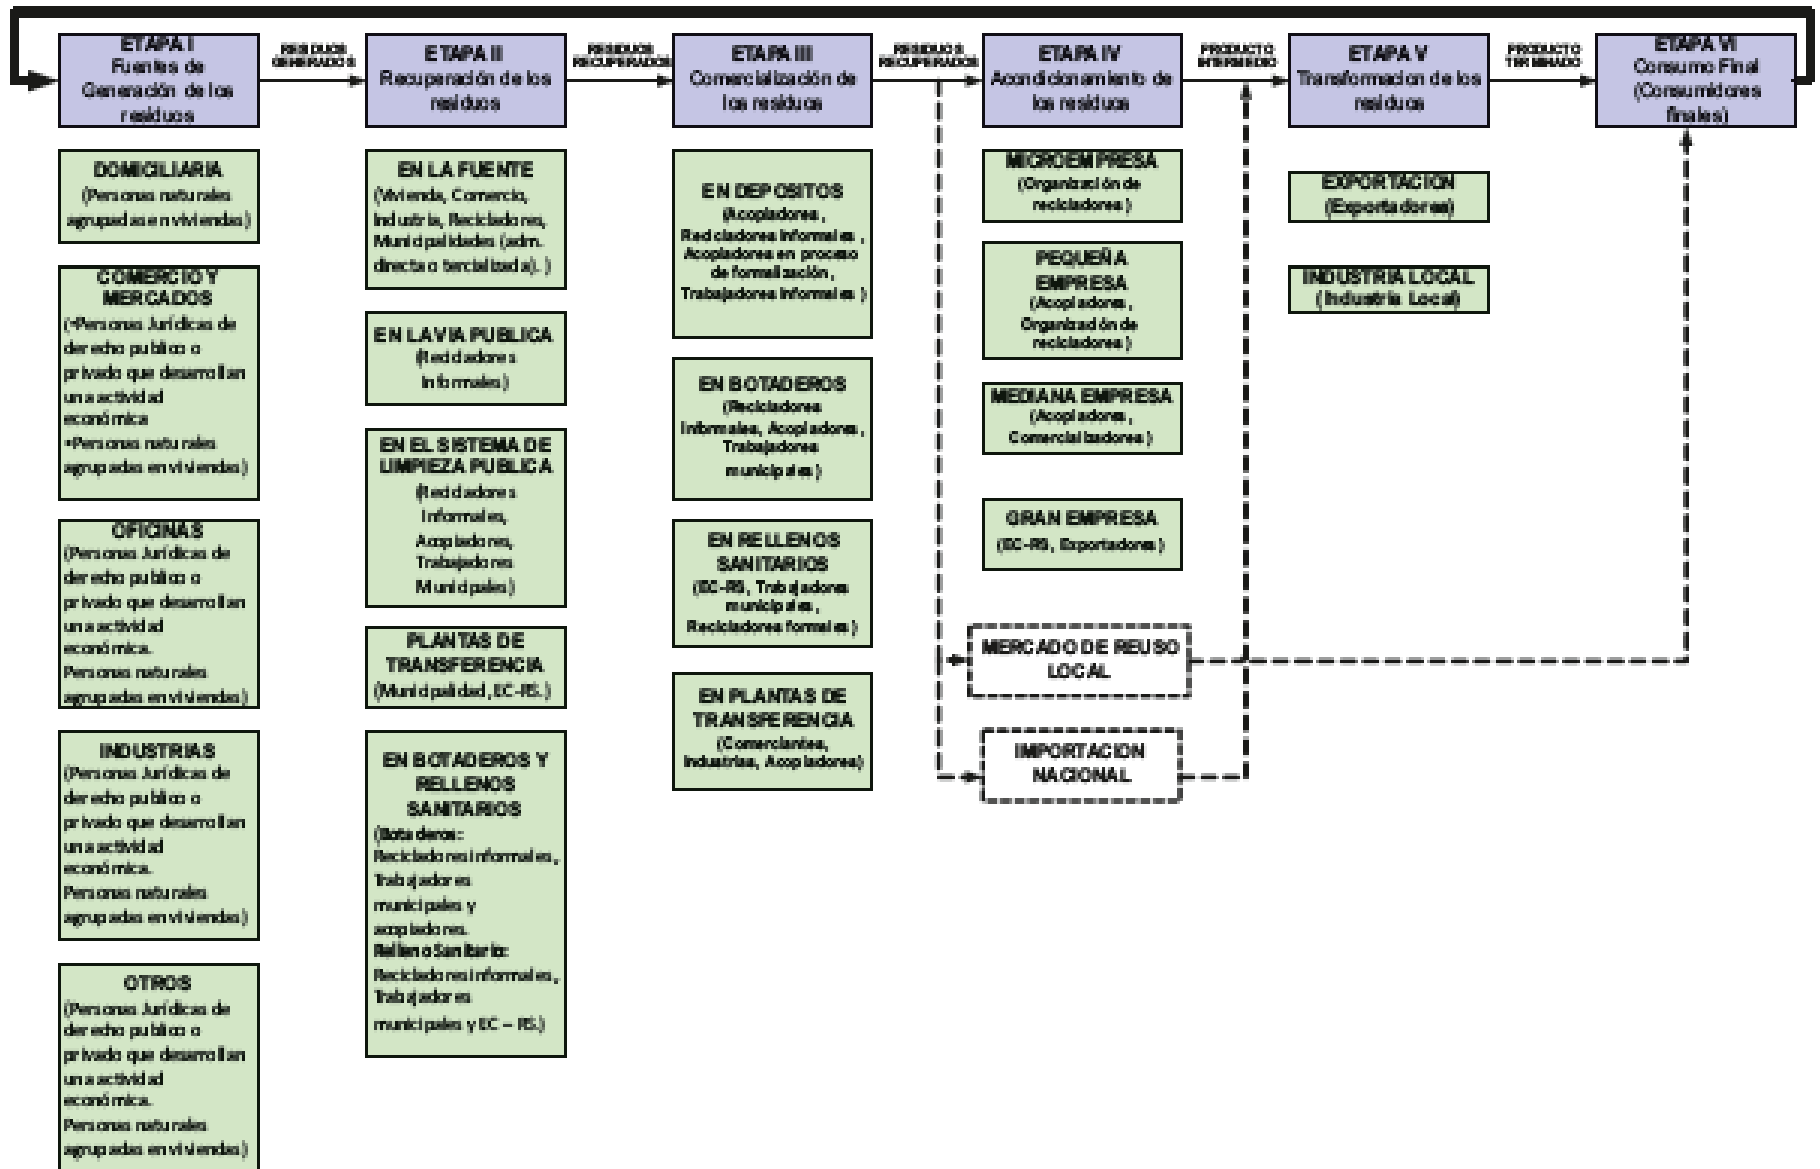 ETAPA I
Fuentes de
Generación de los
residuos
RESIDUOS
GENERADOS
ETAPA II
Recuperación de los
residuos
RESIDUOS
RECUPERADOS
ETAPA III
Comercialización de
los residuos
RESIDUOS
RECUPERADOS
ETAPA IV
Acondicionamiento de
los residuos
PRODUCTO
INTERMEDIO
ETAPA V
Transformacion de los
residuos
PRODUCTO
TERMINADO
ETAPA VI
Consumo Final
(Consumidores
finales)
DOMICILIARIA
(Personas naturales
agrupadas en viviendas)
COMERCIO Y
MERCADOS
(•Personas Jurídicas de
derecho publico o
privado que desarrollan
una actividad
económica
•Personas naturales
agrupadas en viviendas)
OFICINAS
(Personas Jurídicas de
derecho publico o
privado que desarrollan
una actividad
económica.
Personas naturales
agrupadas en viviendas)
INDUSTRIAS
(Personas Jurídicas de
derecho publico o
privado que desarrollan
una actividad
económica.
Personas naturales
agrupadas en viviendas)
OTROS
(Personas Jurídicas de
derecho publico o
privado que desarrollan
una actividad
económica.
Personas naturales
agrupadas en viviendas)
EN LA FUENTE
(Vivienda, Comercio,
Industria, Recicladores,
Municipalidades (adm.
directa o tercializada). )
EN LA VIA PUBLICA
(Recicladores
Informales)
EN EL SISTEMA DE
LIMPIEZA PUBLICA
(Recicladores
Informales,
Acopiadores,
Trabajadores
Municipales)
PLANTAS DE
TRANSFERENCIA
(Municipalidad, EC-RS.)
EN BOTADEROS Y
RELLENOS
SANITARIOS
(Botaderos:
Recicladores informales,
Trabajadores
municipales y
acopiadores.
Relleno Sanitario:
Recicladores informales,
Trabajadores
municipales y EC – RS.)
EN DEPOSITOS
(Acopiadores,
Recicladores Informales,
Acopiadores en proceso
de formalización,
Trabajadores Informales)
EN BOTADEROS
(Recicladores
Informales, Acopiadores,
Trabajadores
municipales)
EN RELLENOS
SANITARIOS
(EC-RS, Trabajadores
municipales,
Recicladores formales)
EN PLANTAS DE
TRANSFERENCIA
(Comerciantes,
Industrias, Acopiadores)
MICROEMPRESA
(Organización de
recicladores)
PEQUEÑA
EMPRESA
(Acopiadores,
Organización de
recicladores)
MEDIANA EMPRESA
(Acopiadores,
Comercializadores)
GRAN EMPRESA
(EC-RS, Exportadores)
MERCADO DE REUSO
LOCAL
IMPORTACION
NACIONAL
EXPORTACION
(Exportadores)
INDUSTRIA LOCAL
(Industria Local)